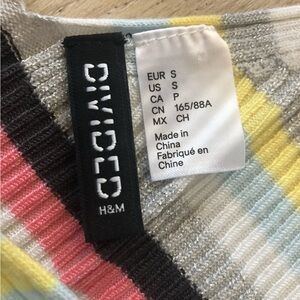 DIVIDED
H&M
EUR S
US S
CA P
CN 165/88A
MX CH
Made in
China
Fabriqué en
Chine